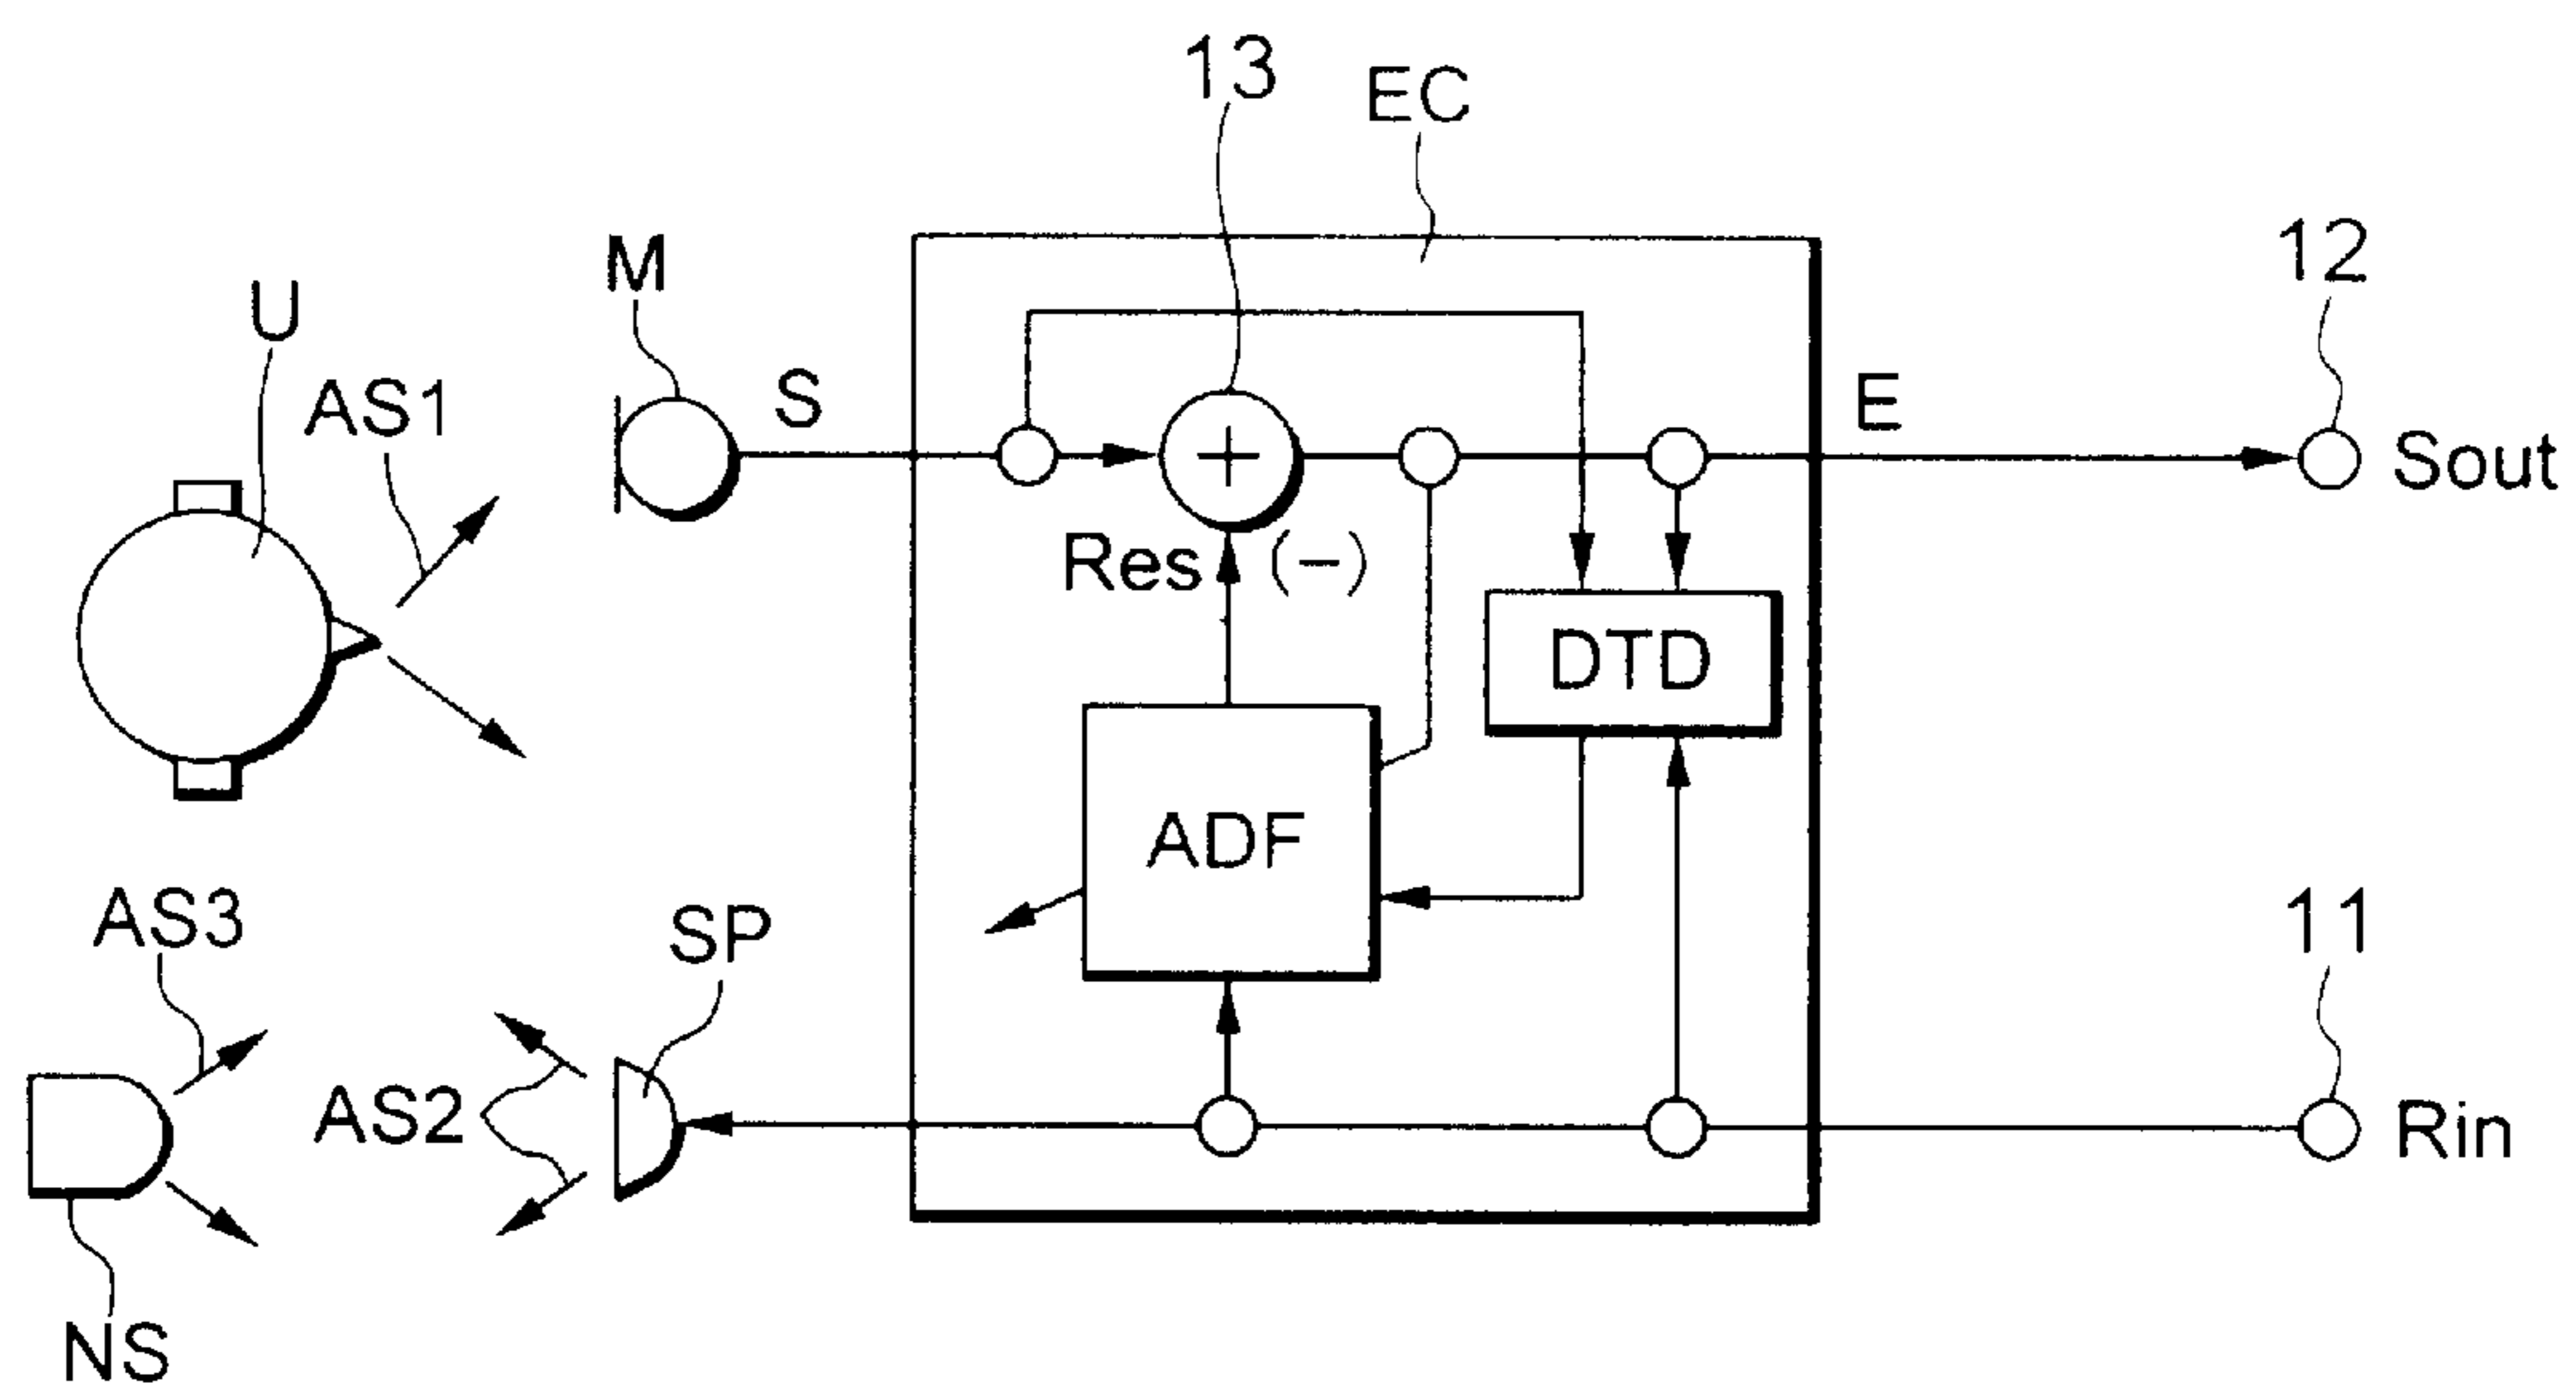 13
EC
12
M
U
AS1
S
E
Sout
Res
(−)
DTD
ADF
AS3
SP
11
AS2
Rin
NS